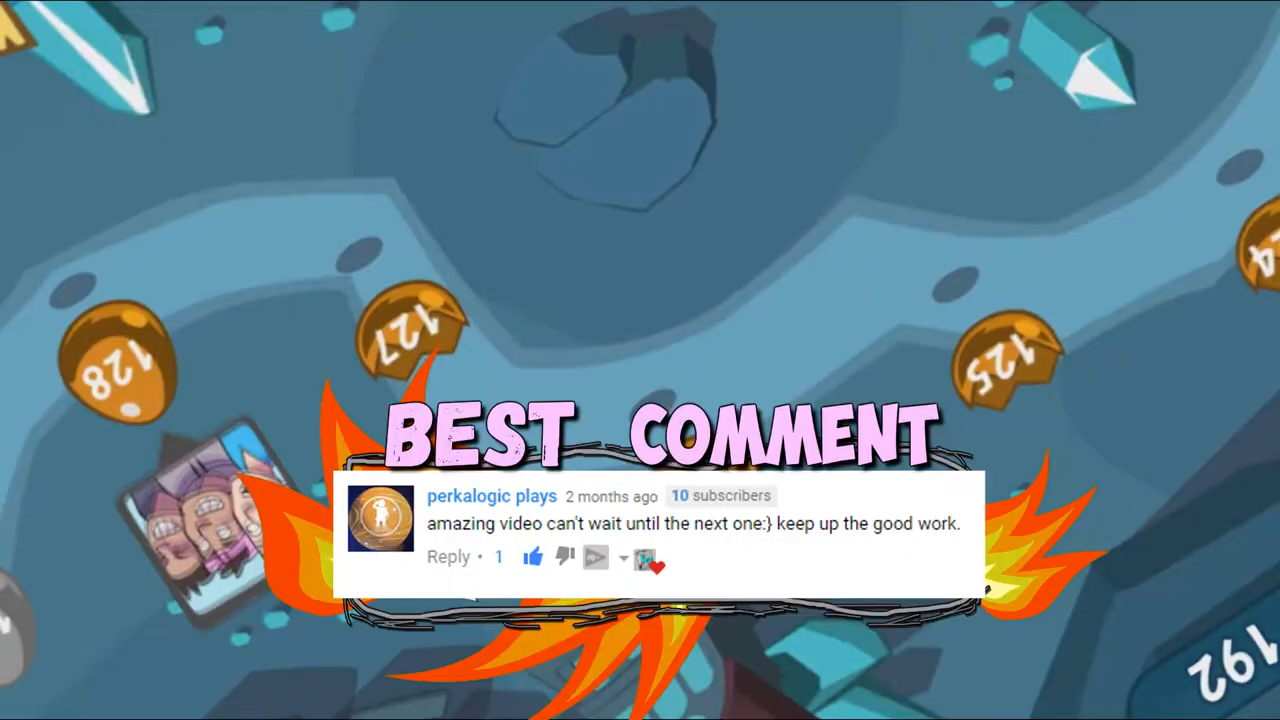 128
127
125
4
BEST COMMENT
perkalogic plays 2 months ago 10 subscribers
amazing video can't wait until the next one:} keep up the good work.
Reply • 1
192